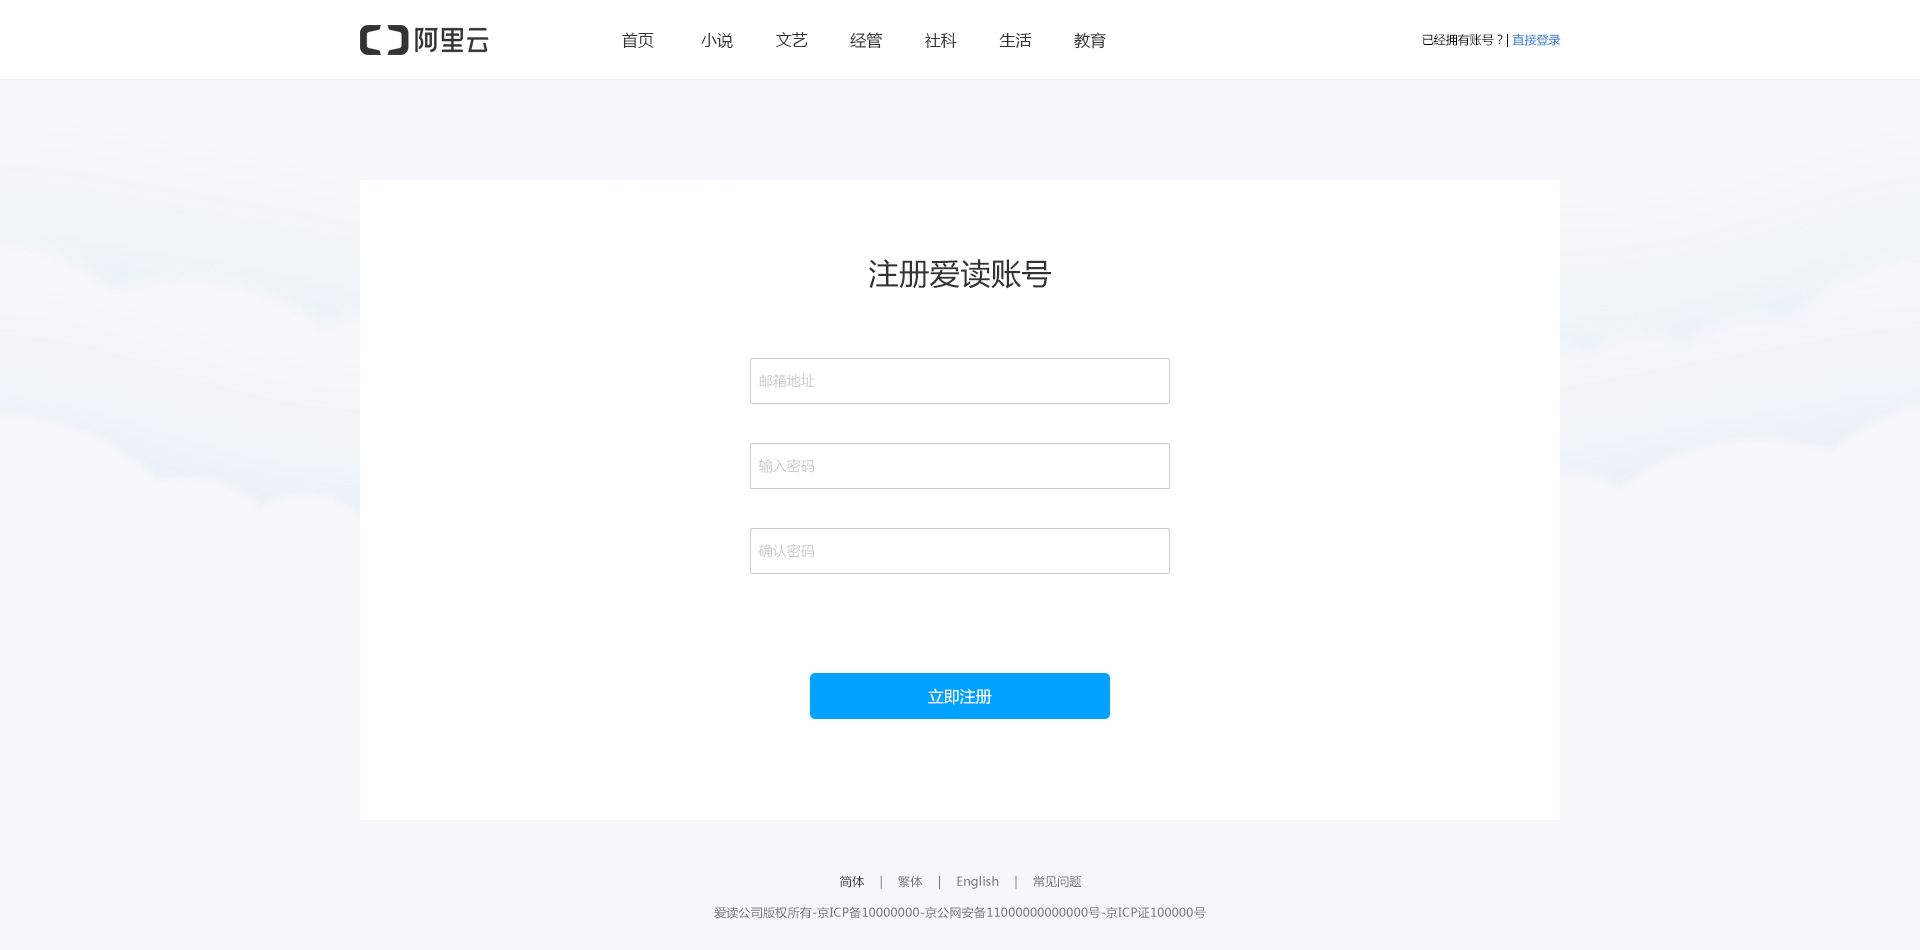 阿里云 首页 小说 文艺 经管 社科 生活 教育 已经拥有账号？| 直接登录
注册爱读账号
邮箱地址
输入密码
确认密码
立即注册
简体 | 繁体 | English | 常见问题
爱读公司版权所有-京ICP备10000000-京公网安备11000000000000号-京ICP证100000号